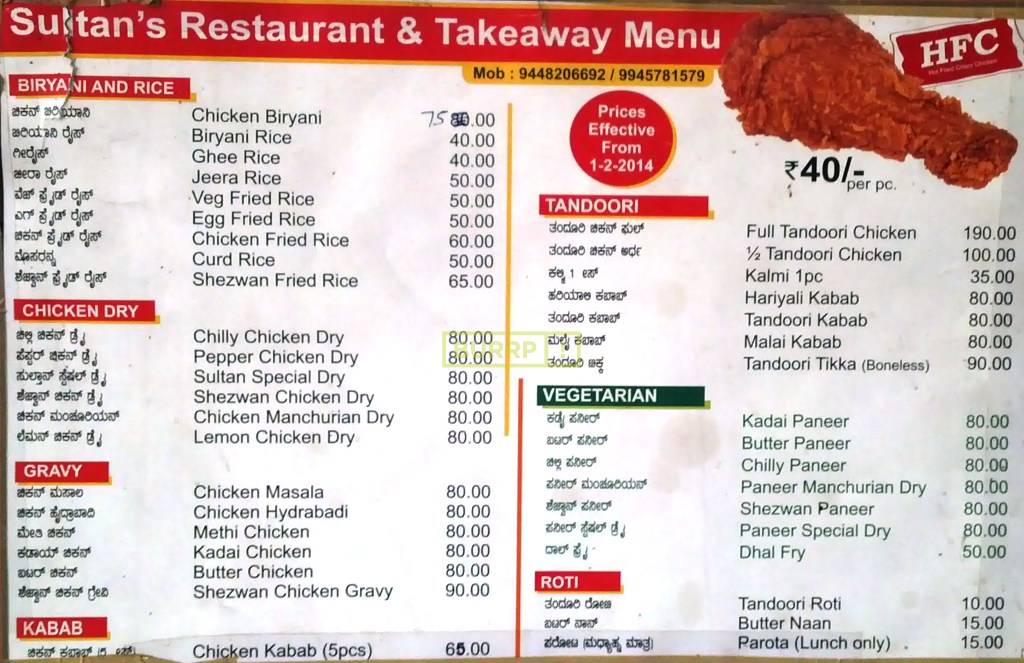 Sultan's Restaurant & Takeaway Menu
HFC
Hot Fried Crispy Chicken
Mob : 9448206692 / 9945781579
BIRYANI AND RICE
ಚಿಕನ್ ಬಿರಿಯಾನಿ Chicken Biryani 75 80.00
ಬಿರಿಯಾನಿ ರೈಸ್ Biryani Rice 40.00
ಗೀರೈಸ್ Ghee Rice 40.00
ಜೀರಾ ರೈಸ್ Jeera Rice 50.00
ವೆಜ್ ಫ್ರೈಡ್ ರೈಸ್ Veg Fried Rice 50.00
ಎಗ್ ಫ್ರೈಡ್ ರೈಸ್ Egg Fried Rice 50.00
ಚಿಕನ್ ಫ್ರೈಡ್ ರೈಸ್ Chicken Fried Rice 60.00
ಮೊಸರನ್ನ Curd Rice 50.00
ಶೆಜ್ವಾನ್ ಫ್ರೈಡ್ ರೈಸ್ Shezwan Fried Rice 65.00
CHICKEN DRY
ಚಿಲ್ಲಿ ಚಿಕನ್ ಡ್ರೈ Chilly Chicken Dry 80.00
ಪೆಪ್ಪರ್ ಚಿಕನ್ ಡ್ರೈ Pepper Chicken Dry 80.00
ಸುಲ್ತಾನ್ ಸ್ಪೆಷಲ್ ಡ್ರೈ Sultan Special Dry 80.00
ಶೆಜ್ವಾನ್ ಚಿಕನ್ ಡ್ರೈ Shezwan Chicken Dry 80.00
ಚಿಕನ್ ಮಂಚೂರಿಯನ್ Chicken Manchurian Dry 80.00
ಲೆಮನ್ ಚಿಕನ್ ಡ್ರೈ Lemon Chicken Dry 80.00
GRAVY
ಚಿಕನ್ ಮಸಾಲ Chicken Masala 80.00
ಚಿಕನ್ ಹೈದ್ರಾಬಾದಿ Chicken Hydrabadi 80.00
ಮೇತಿ ಚಿಕನ್ Methi Chicken 80.00
ಕಡಾಯ್ ಚಿಕನ್ Kadai Chicken 80.00
ಬಟರ್ ಚಿಕನ್ Butter Chicken 80.00
ಶೆಜ್ವಾನ್ ಚಿಕನ್ ಗ್ರೇವಿ Shezwan Chicken Gravy 90.00
KABAB
ಚಿಕನ್ ಕಬಾಬ್ Chicken Kabab (5pcs) 65.00
Prices
Effective
From
1-2-2014
₹40/- per pc.
TANDOORI
ತಂದೂರಿ ಚಿಕನ್ ಫುಲ್ Full Tandoori Chicken 190.00
ತಂದೂರಿ ಚಿಕನ್ ಅರ್ಧ ½ Tandoori Chicken 100.00
ಕಲ್ಮಿ 1 ಪೀಸ್ Kalmi 1pc 35.00
ಹರಿಯಾಲಿ ಕಬಾಬ್ Hariyali Kabab 80.00
ತಂದೂರಿ ಕಬಾಬ್ Tandoori Kabab 80.00
ಮಲೈ ಕಬಾಬ್ Malai Kabab 80.00
ತಂದೂರಿ ಟಿಕ್ಕ Tandoori Tikka (Boneless) 90.00
BURRP !
VEGETARIAN
ಕಡೈ ಪನೀರ್ Kadai Paneer 80.00
ಬಟರ್ ಪನೀರ್ Butter Paneer 80.00
ಚಿಲ್ಲಿ ಪನೀರ್ Chilly Paneer 80.00
ಪನೀರ್ ಮಂಚೂರಿಯನ್ Paneer Manchurian Dry 80.00
ಶೆಜ್ವಾನ್ ಪನೀರ್ Shezwan Paneer 80.00
ಪನೀರ್ ಸ್ಪೆಷಲ್ ಡ್ರೈ Paneer Special Dry 80.00
ದಾಲ್ ಫ್ರೈ Dhal Fry 50.00
ROTI
ತಂದೂರಿ ರೋಟಿ Tandoori Roti 10.00
ಬಟರ್ ನಾನ್ Butter Naan 15.00
ಪರೋಟ (ಮಧ್ಯಾಹ್ನ ಮಾತ್ರ) Parota (Lunch only) 15.00